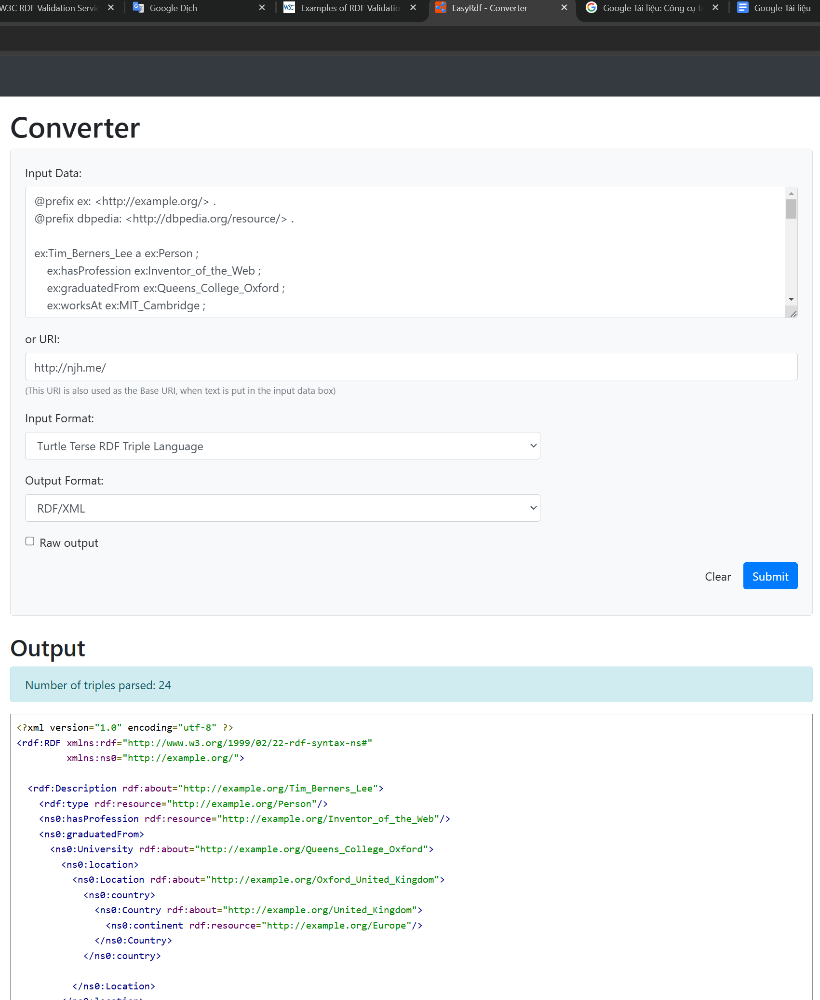 W3C RDF Validation Servic
Google Dịch
Examples of RDF Validatio
EasyRdf - Converter
Google Tài liệu: Công cụ tạ
Google Tài liệu
Converter
Input Data:
@prefix ex: <http://example.org/> .
@prefix dbpedia: <http://dbpedia.org/resource/> .
ex:Tim_Berners_Lee a ex:Person ;
ex:hasProfession ex:Inventor_of_the_Web ;
ex:graduatedFrom ex:Queens_College_Oxford ;
ex:worksAt ex:MIT_Cambridge ;
or URI:
http://njh.me/
(This URI is also used as the Base URI, when text is put in the input data box)
Input Format:
Turtle Terse RDF Triple Language
Output Format:
RDF/XML
Raw output
Clear
Submit
Output
Number of triples parsed: 24
<?xml version="1.0" encoding="utf-8" ?>
<rdf:RDF xmlns:rdf="http://www.w3.org/1999/02/22-rdf-syntax-ns#"
xmlns:ns0="http://example.org/">
<rdf:Description rdf:about="http://example.org/Tim_Berners_Lee">
<rdf:type rdf:resource="http://example.org/Person"/>
<ns0:hasProfession rdf:resource="http://example.org/Inventor_of_the_Web"/>
<ns0:graduatedFrom>
<ns0:University rdf:about="http://example.org/Queens_College_Oxford">
<ns0:location>
<ns0:Location rdf:about="http://example.org/Oxford_United_Kingdom">
<ns0:country>
<ns0:Country rdf:about="http://example.org/United_Kingdom">
<ns0:continent rdf:resource="http://example.org/Europe"/>
</ns0:Country>
</ns0:country>
</ns0:Location>
</ns0:location>